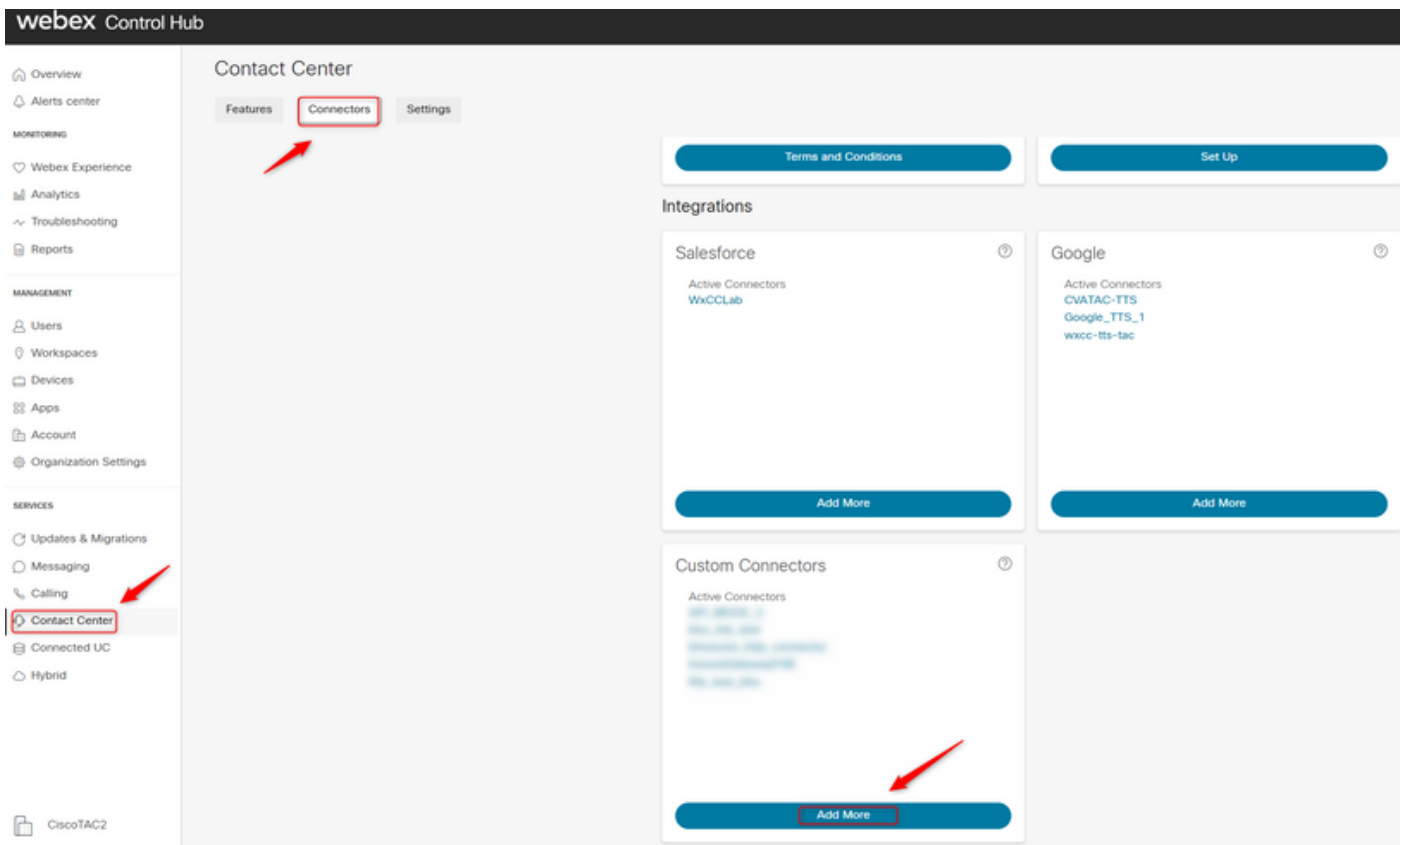 webex Control Hub
Overview
Alerts center
MONITORING
Webex Experience
Analytics
Troubleshooting
Reports
MANAGEMENT
Users
Workspaces
Devices
Apps
Account
Organization Settings
SERVICES
Updates & Migrations
Messaging
Calling
Contact Center
Connected UC
Hybrid
CiscoTAC2
Contact Center
Features Connectors Settings
Terms and Conditions
Set Up
Integrations
Salesforce
Active Connectors
WxCCLab
Add More
Google
Active Connectors
CVATAC-TTS
Google_TTS_1
wxcc-tts-tac
Add More
Custom Connectors
Active Connectors
Add More